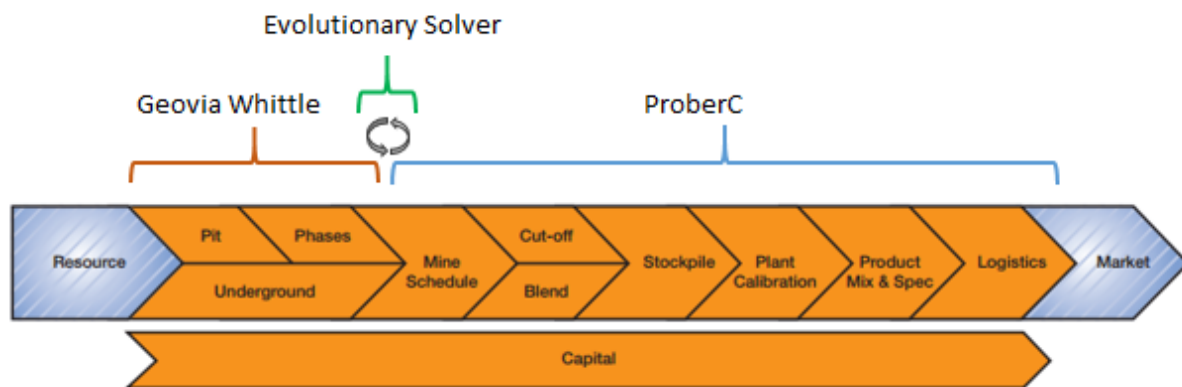 Evolutionary Solver
Geovia Whittle
ProberC
Pit
Phases
Cut-off
Resource
Mine
Schedule
Stockpile
Plant
Calibration
Product
Mix & Spec
Logistics
Market
Underground
Blend
Capital